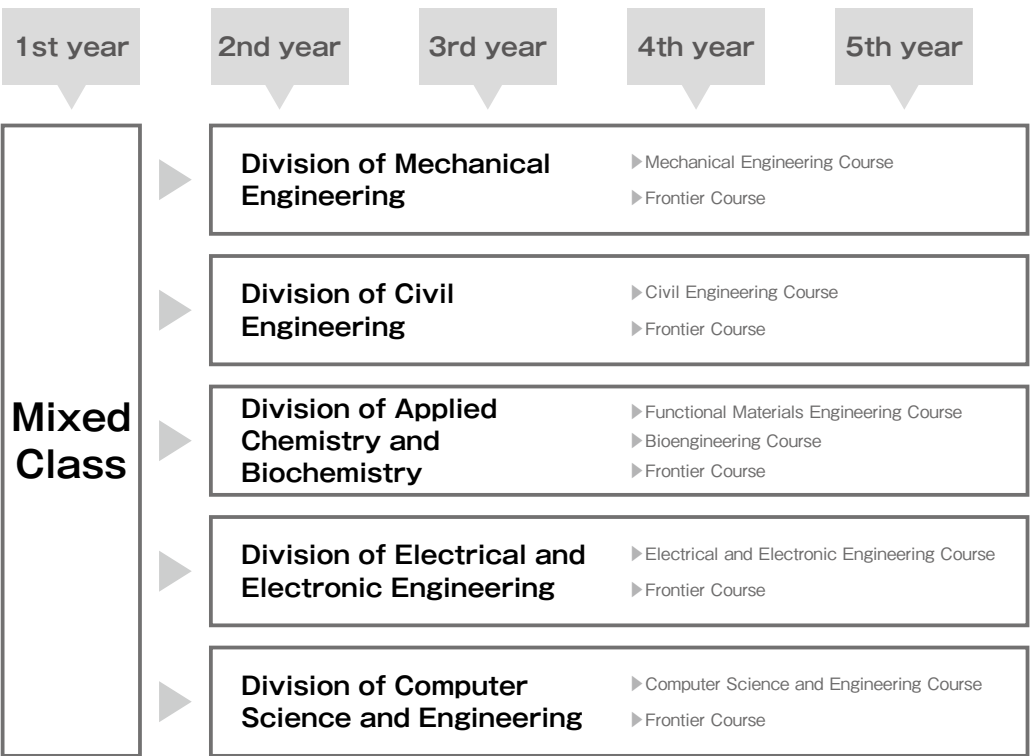 1st year
2nd year
3rd year
4th year
5th year
Mixed
Class
Division of Mechanical
Engineering
Mechanical Engineering Course
Frontier Course
Division of Civil
Engineering
Civil Engineering Course
Frontier Course
Division of Applied
Chemistry and
Biochemistry
Functional Materials Engineering Course
Bioengineering Course
Frontier Course
Division of Electrical and
Electronic Engineering
Electrical and Electronic Engineering Course
Frontier Course
Division of Computer
Science and Engineering
Computer Science and Engineering Course
Frontier Course